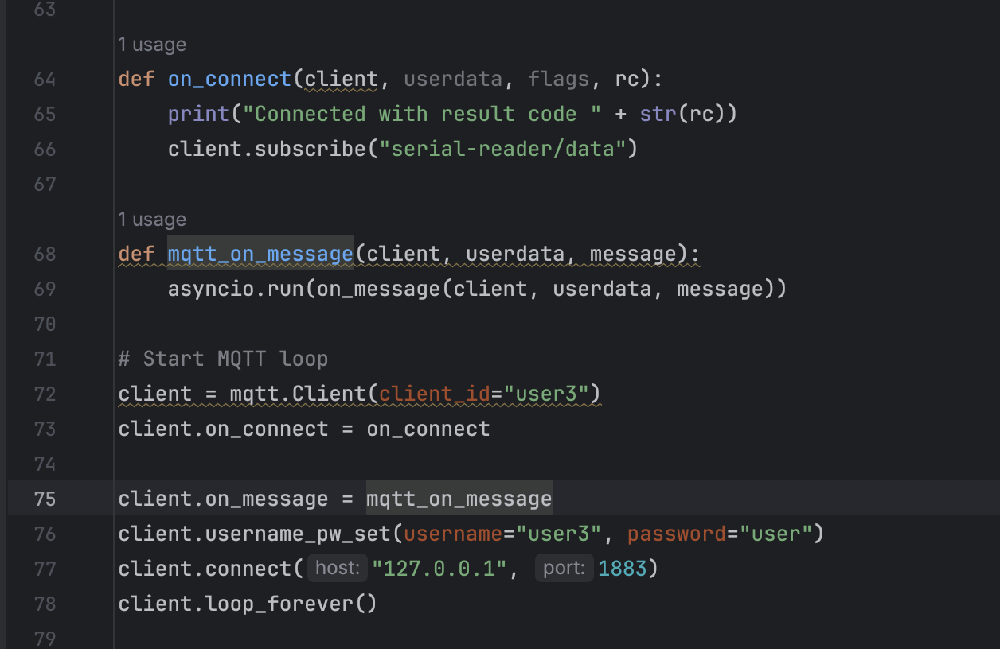 63
1 usage
64 def on_connect(client, userdata, flags, rc):
65     print("Connected with result code " + str(rc))
66     client.subscribe("serial-reader/data")
67
1 usage
68 def mqtt_on_message(client, userdata, message):
69     asyncio.run(on_message(client, userdata, message))
70
71 # Start MQTT loop
72 client = mqtt.Client(client_id="user3")
73 client.on_connect = on_connect
74
75 client.on_message = mqtt_on_message
76 client.username_pw_set(username="user3", password="user")
77 client.connect( host: "127.0.0.1",  port: 1883)
78 client.loop_forever()
79